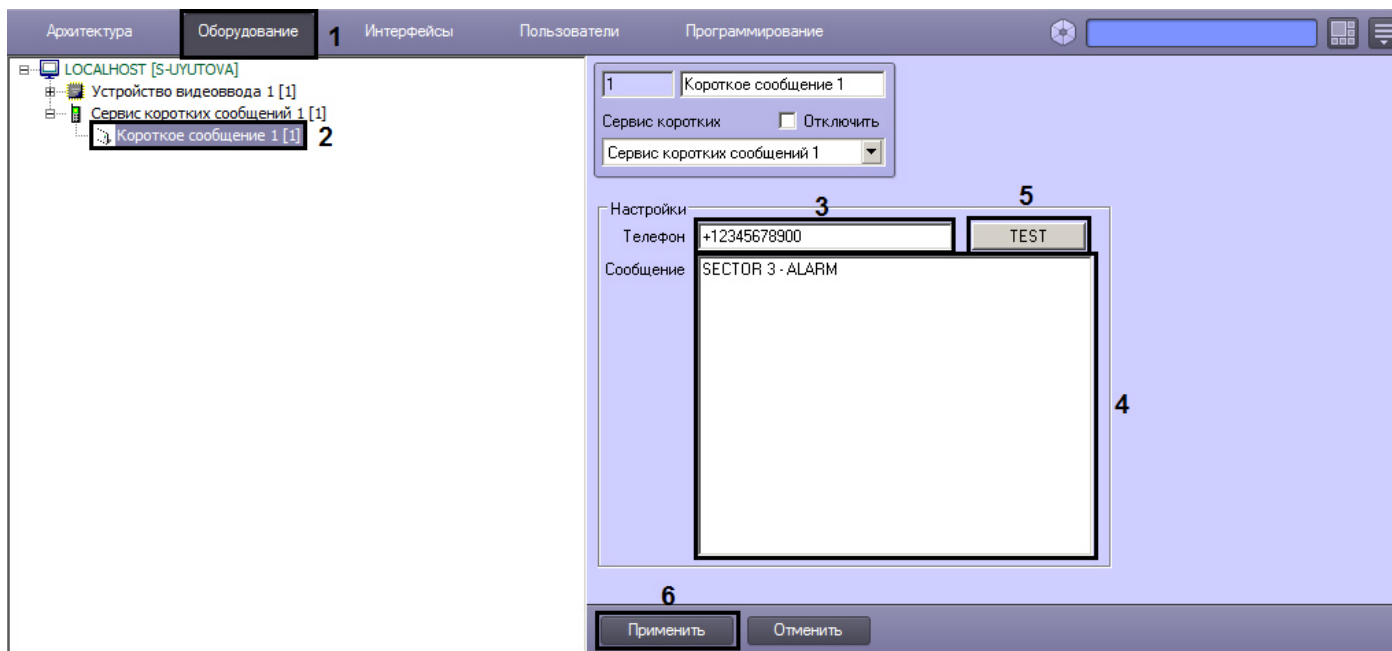 Архитектура Оборудование 1 Интерфейсы Пользователи Программирование
LOCALHOST [S-UYUTOVA]
Устройство видеоввода 1 [1]
Сервис коротких сообщений 1 [1]
Короткое сообщение 1 [1] 2
1 Короткое сообщение 1
Сервис коротких Отключить
Сервис коротких сообщений 1
Настройки 3 5
Телефон +12345678900 TEST
Сообщение SECTOR 3 - ALARM
4
6
Применить Отменить